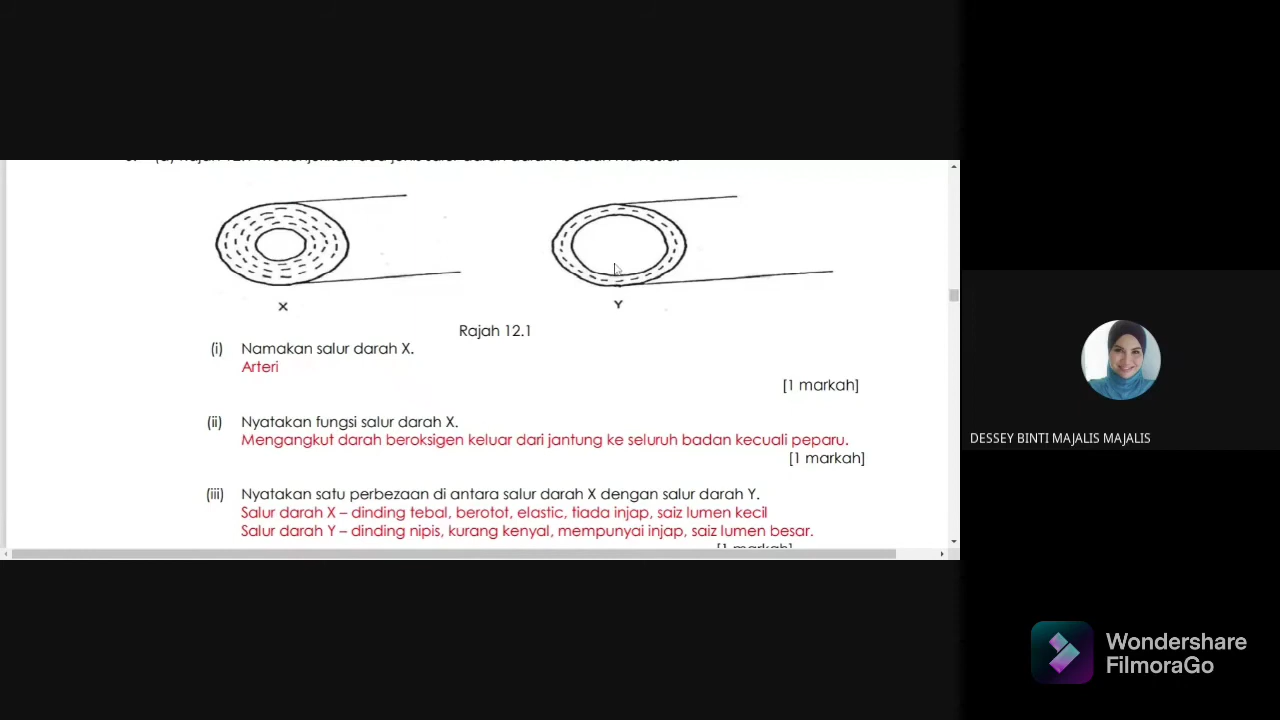 X
Y
Rajah 12.1
(i) Namakan salur darah X.
Arteri
[1 markah]
(ii) Nyatakan fungsi salur darah X.
Mengangkut darah beroksigen keluar dari jantung ke seluruh badan kecuali peparu.
[1 markah]
(iii) Nyatakan satu perbezaan di antara salur darah X dengan salur darah Y.
Salur darah X – dinding tebal, berotot, elastic, tiada injap, saiz lumen kecil
Salur darah Y – dinding nipis, kurang kenyal, mempunyai injap, saiz lumen besar.
[1 markah]
DESSEY BINTI MAJALIS MAJALIS
Wondershare
FilmoraGo